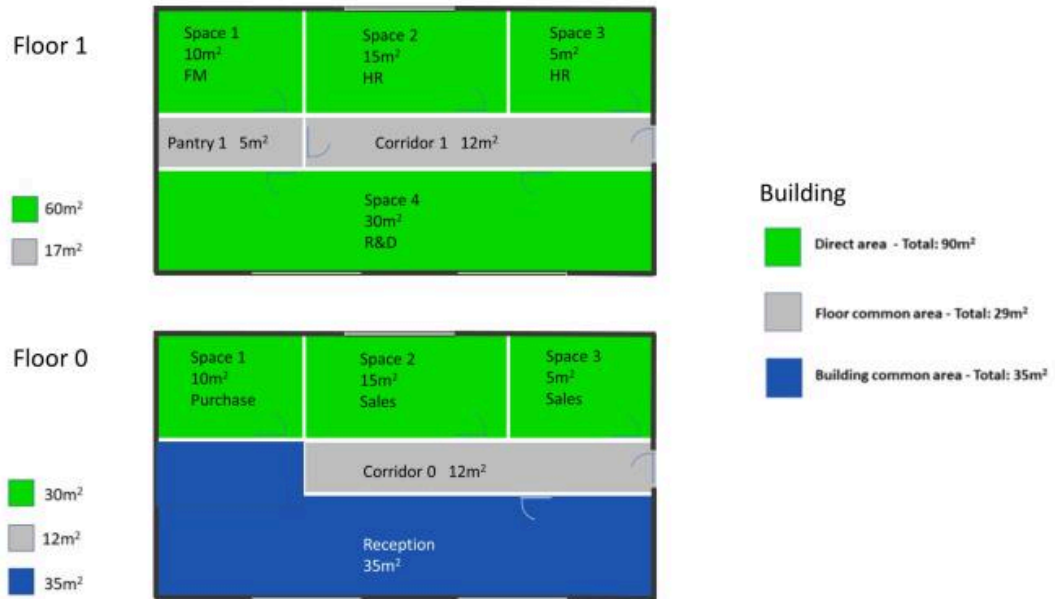 Floor 1
Space 1
10m²
FM
Space 2
15m²
HR
Space 3
5m²
HR
Pantry 1 5m²
Corridor 1 12m²
Space 4
30m²
R&D
60m²
17m²
Building
Direct area - Total: 90m²
Floor common area - Total: 29m²
Building common area - Total: 35m²
Floor 0
Space 1
10m²
Purchase
Space 2
15m²
Sales
Space 3
5m²
Sales
Corridor 0 12m²
Reception
35m²
30m²
12m²
35m²